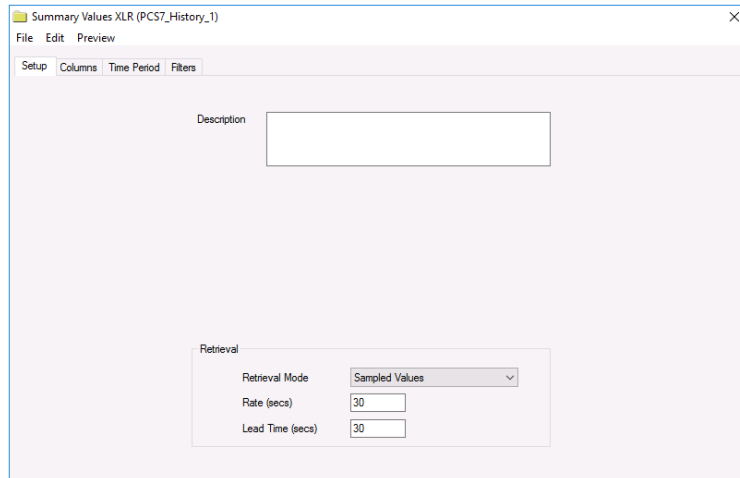 Summary Values XLR (PCS7_History_1)
File Edit Preview
Setup Columns Time Period Filters
Description
Retrieval
Retrieval Mode Sampled Values
Rate (secs) 30
Lead Time (secs) 30